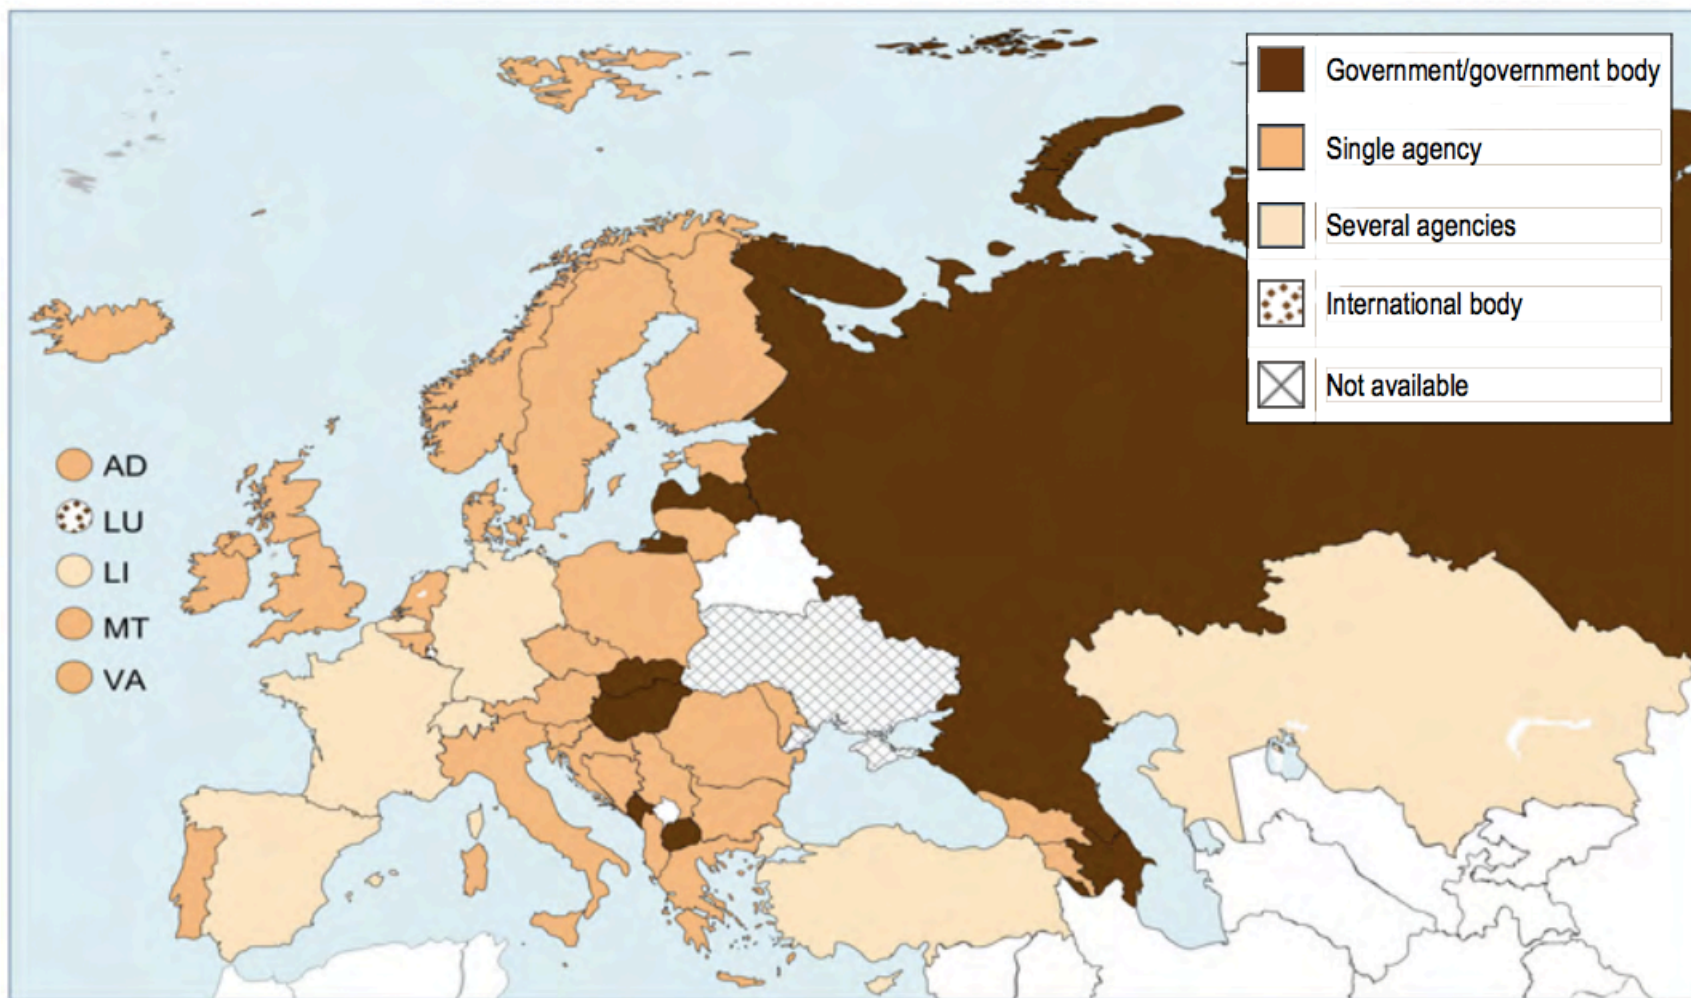 Government/government body
Single agency
Several agencies
International body
Not available
AD
LU
LI
MT
VA